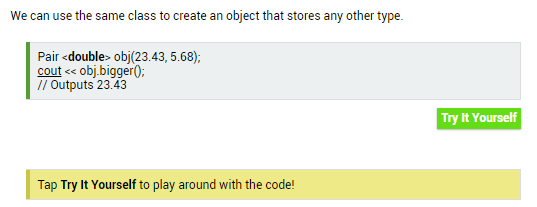 We can use the same class to create an object that stores any other type.
Pair <double> obj(23.43, 5.68);
cout << obj.bigger();
// Outputs 23.43
Try It Yourself
Tap Try It Yourself to play around with the code!